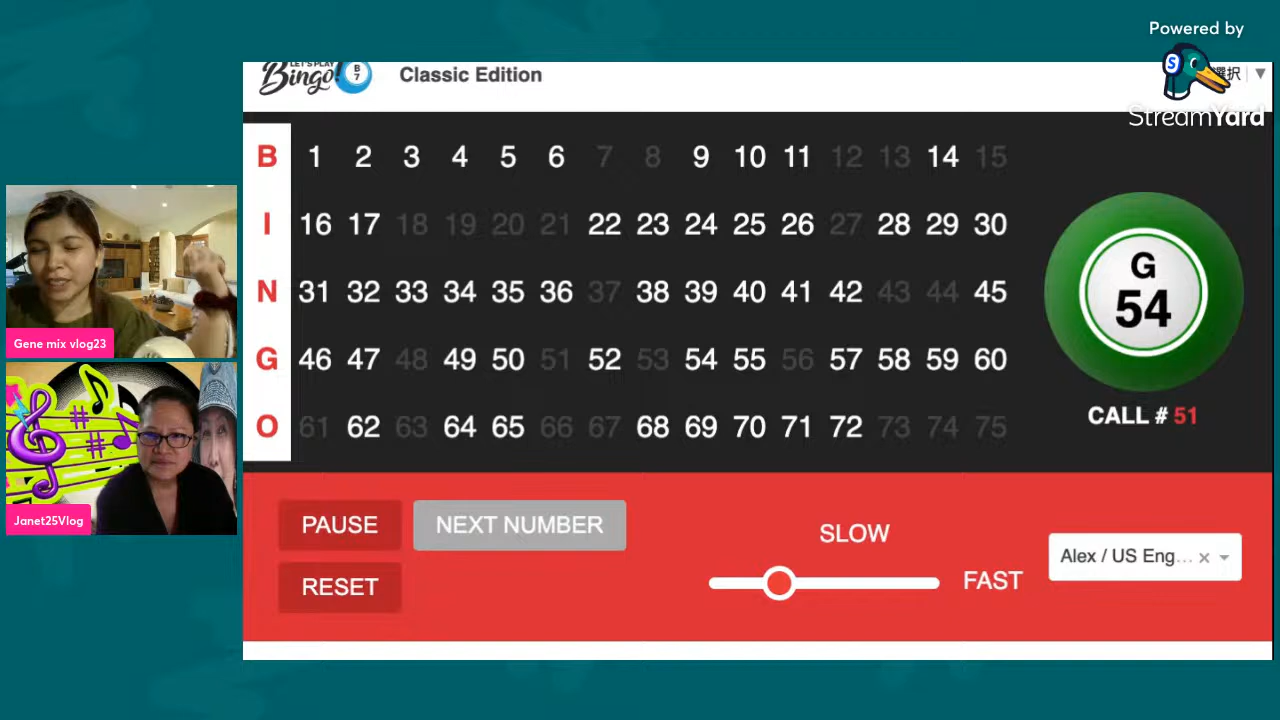 Powered by
StreamYard
LET'S PLAY
Bingo!
B
7
Classic Edition
選択
B 1 2 3 4 5 6 7 8 9 10 11 12 13 14 15
I 16 17 18 19 20 21 22 23 24 25 26 27 28 29 30
N 31 32 33 34 35 36 37 38 39 40 41 42 43 44 45
G 46 47 48 49 50 51 52 53 54 55 56 57 58 59 60
O 61 62 63 64 65 66 67 68 69 70 71 72 73 74 75
G
54
CALL # 51
Gene mix vlog23
Janet25Vlog
PAUSE
NEXT NUMBER
RESET
SLOW
FAST
Alex / US Eng...